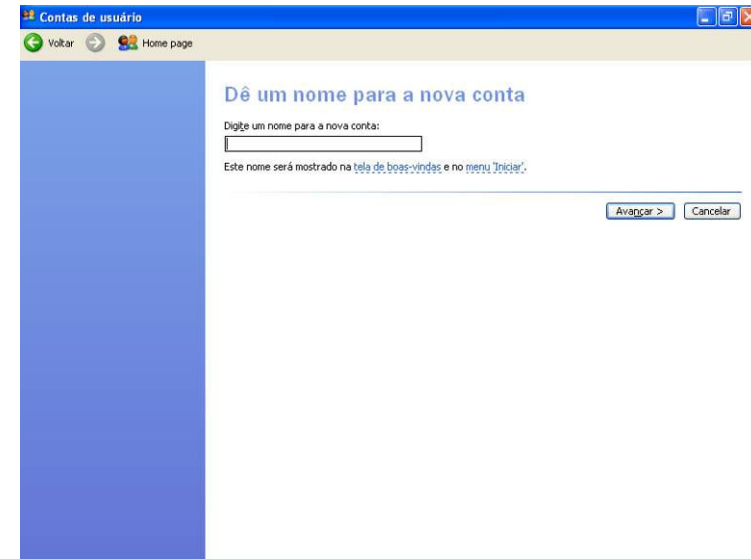 Contas de usuário
Voltar Home page
Dê um nome para a nova conta
Digite um nome para a nova conta:
Este nome será mostrado na tela de boas-vindas e no menu 'Iniciar'.
Avançar > Cancelar